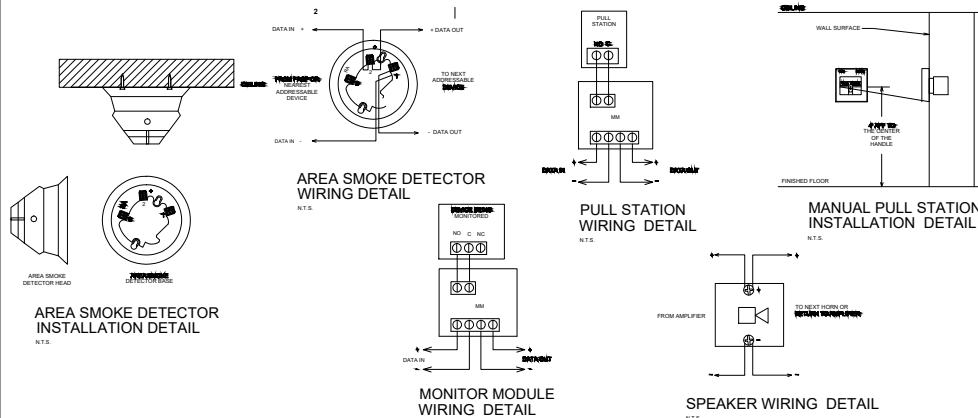 AREA SMOKE
DETECTOR HEAD
DETECTOR BASE
AREA SMOKE DETECTOR
INSTALLATION DETAIL
N.T.S.
2
DATA IN +
+ DATA OUT
NEAREST
ADDRESSABLE
DEVICE
TO NEXT
ADDRESSABLE
DATA IN -
- DATA OUT
2
AREA SMOKE DETECTOR
WIRING DETAIL
N.T.S.
MONITORED
NO C NC
MM
DATA IN
+
-
+
-
MONITOR MODULE
WIRING DETAIL
PULL
STATION
MM
+
-
+
-
PULL STATION
WIRING DETAIL
N.T.S.
WALL SURFACE
THE CENTER
OF THE
HANDLE
FINISHED FLOOR
MANUAL PULL STATION
INSTALLATION DETAIL
N.T.S.
FROM AMPLIFIER
TO NEXT HORN OR
+
-
SPEAKER WIRING DETAIL
N.T.S.